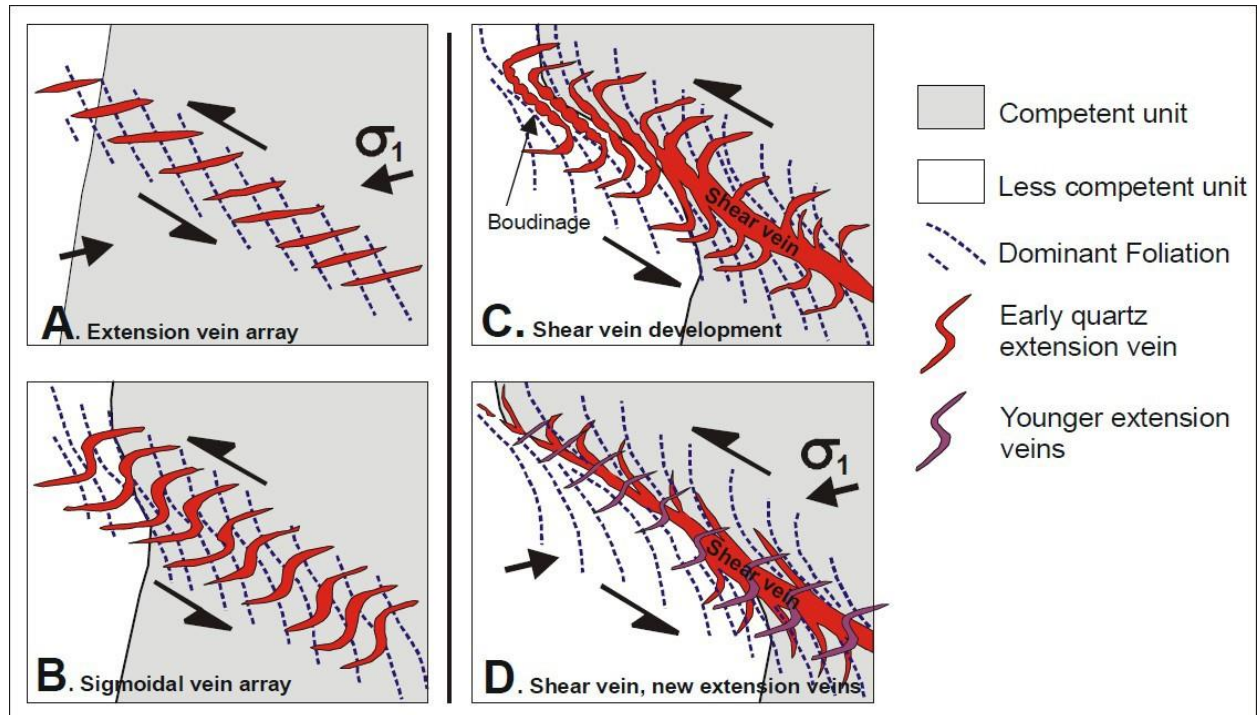 σ1
A. Extension vein array
B. Sigmoidal vein array
Boudinage
Shear vein
C. Shear vein development
σ1
Shear vein
D. Shear vein, new extension veins
Competent unit
Less competent unit
Dominant Foliation
Early quartz
extension vein
Younger extension
veins